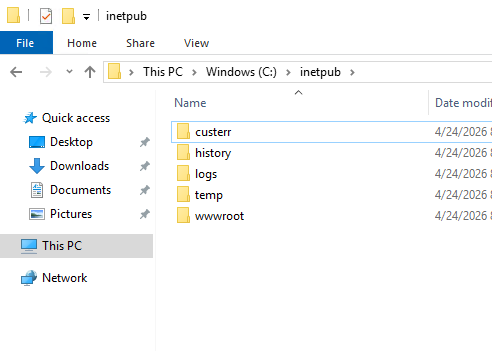 inetpub
File Home Share View
This PC Windows (C:) inetpub
Name Date modif
Quick access
Desktop
Downloads
Documents
Pictures
This PC
Network
custerr 4/24/2026 8
history 4/24/2026 8
logs 4/24/2026 8
temp 4/24/2026 8
wwwroot 4/24/2026 8